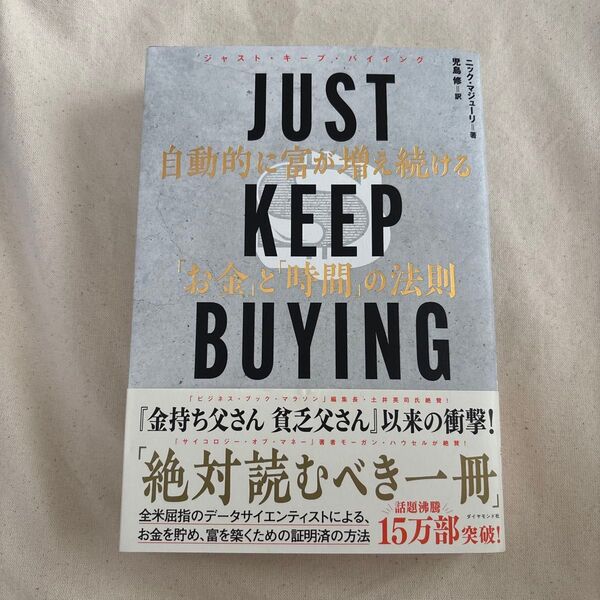 ジャスト・キープ・バイイング
ニック・マジューリ=著
児島 修=訳
JUST
自動的に富が増え続ける
KEEP
「お金」と「時間」の法則
BUYING
「ビジネス・ブック・マラソン」編集長・土井英司氏絶賛!
『金持ち父さん 貧乏父さん』以来の衝撃!
「サイコロジー・オブ・マネー」著者モーガン・ハウセルが絶賛!
「絶対読むべき一冊」
全米屈指のデータサイエンティストによる、
お金を貯め、富を築くための証明済の方法
話題沸騰
15万部突破!
ダイヤモンド社